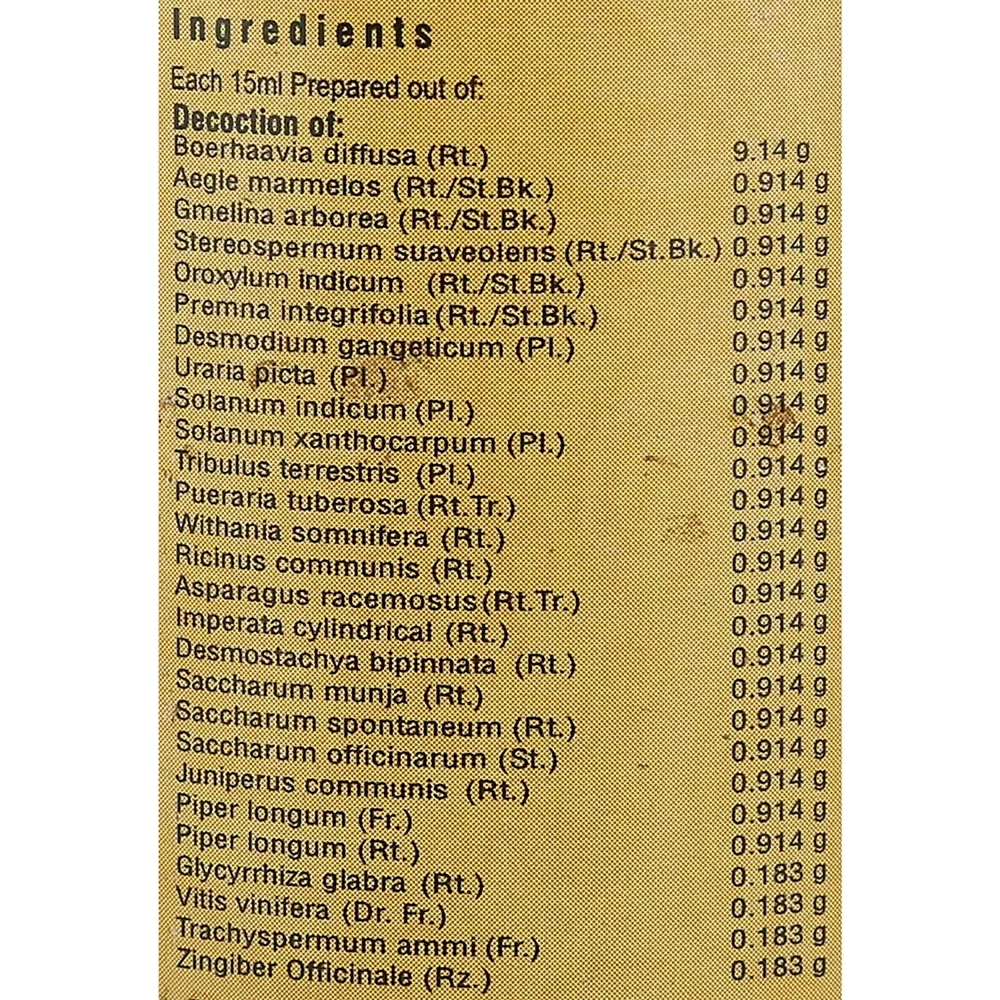 Ingredients
Each 15ml Prepared out of:
Decoction of:
Boerhaavia diffusa (Rt.) 9.14 g
Aegle marmelos (Rt./St.Bk.) 0.914 g
Gmelina arborea (Rt./St.Bk.) 0.914 g
Stereospermum suaveolens (Rt./St.Bk.) 0.914 g
Oroxylum indicum (Rt./St.Bk.) 0.914 g
Premna integrifolia (Rt./St.Bk.) 0.914 g
Desmodium gangeticum (Pl.) 0.914 g
Uraria picta (Pl.) 0.914 g
Solanum indicum (Pl.) 0.914 g
Solanum xanthocarpum (Pl.) 0.914 g
Tribulus terrestris (Pl.) 0.914 g
Pueraria tuberosa (Rt.Tr.) 0.914 g
Withania somnifera (Rt.) 0.914 g
Ricinus communis (Rt.) 0.914 g
Asparagus racemosus (Rt.Tr.) 0.914 g
Imperata cylindrical (Rt.) 0.914 g
Desmostachya bipinnata (Rt.) 0.914 g
Saccharum munja (Rt.) 0.914 g
Saccharum spontaneum (Rt.) 0.914 g
Saccharum officinarum (St.) 0.914 g
Juniperus communis (Rt.) 0.914 g
Piper longum (Fr.) 0.914 g
Piper longum (Rt.) 0.914 g
Glycyrrhiza glabra (Rt.) 0.183 g
Vitis vinifera (Dr. Fr.) 0.183 g
Trachyspermum ammi (Fr.) 0.183 g
Zingiber Officinale (Rz.) 0.183 g